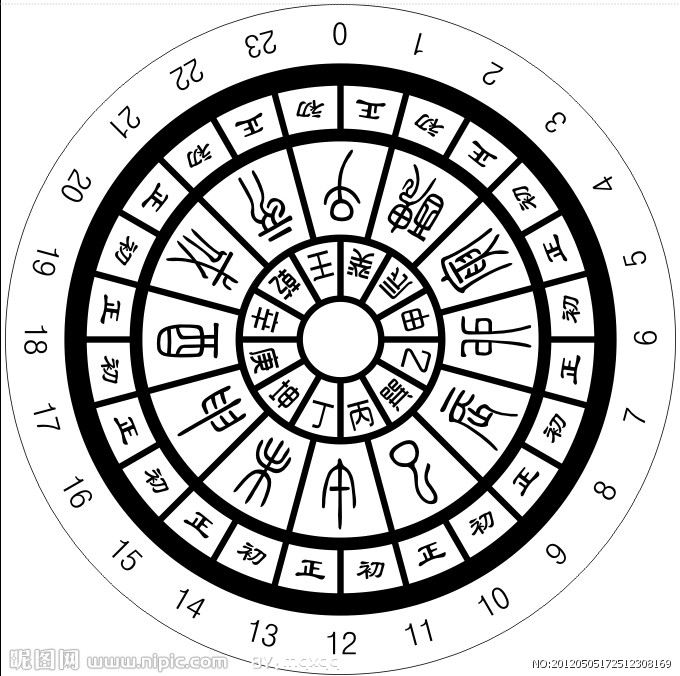 0 1 2 3 4 5 6 7 8 9 10 11 12 13 14 15 16 17 18 19 20 21 22 23
正 初 正 初 正 初 正 初 正 初 正 初 正 初 正 初 正 初 正 初 正 初 正 初
子 醜 寅 卯 辰 巳 午 未 申 酉 戌 亥
癸 辰 甲 乙 巽 丙 丁 坤 庚 辛 乾 壬
昵图网 www.nipic.com
NO:20120505172512308169